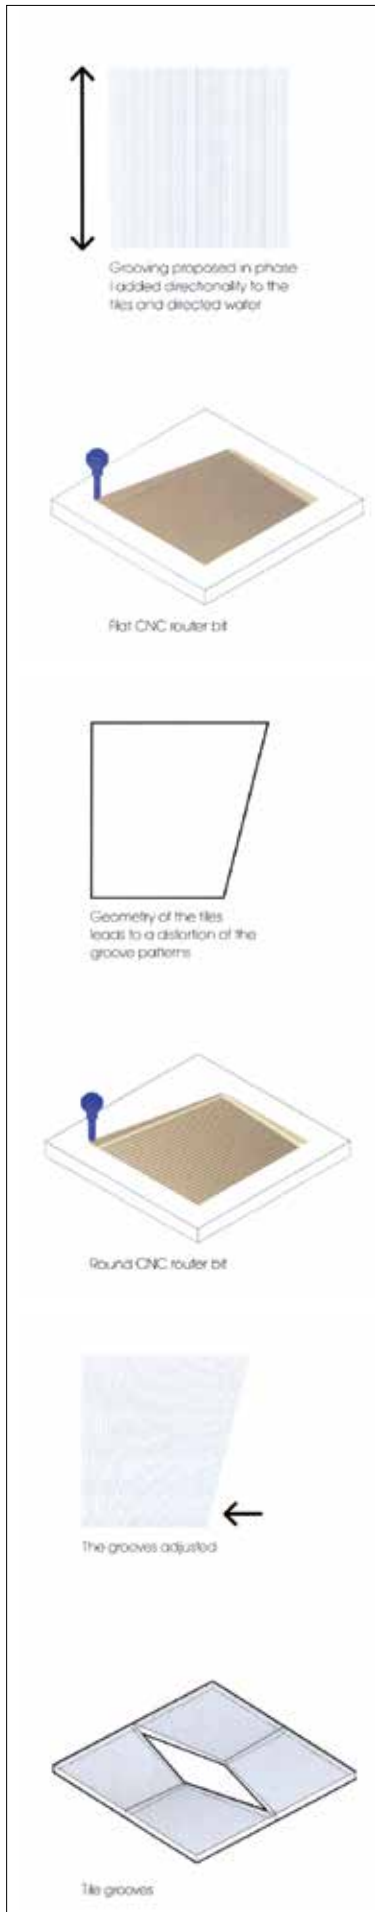 Grooving proposed in phase
I added directionality to the
tiles and directed water
Flat CNC router bit
Geometry of the tiles
leads to a distortion of the
groove patterns
Round CNC router bit
The grooves adjusted
Tile grooves